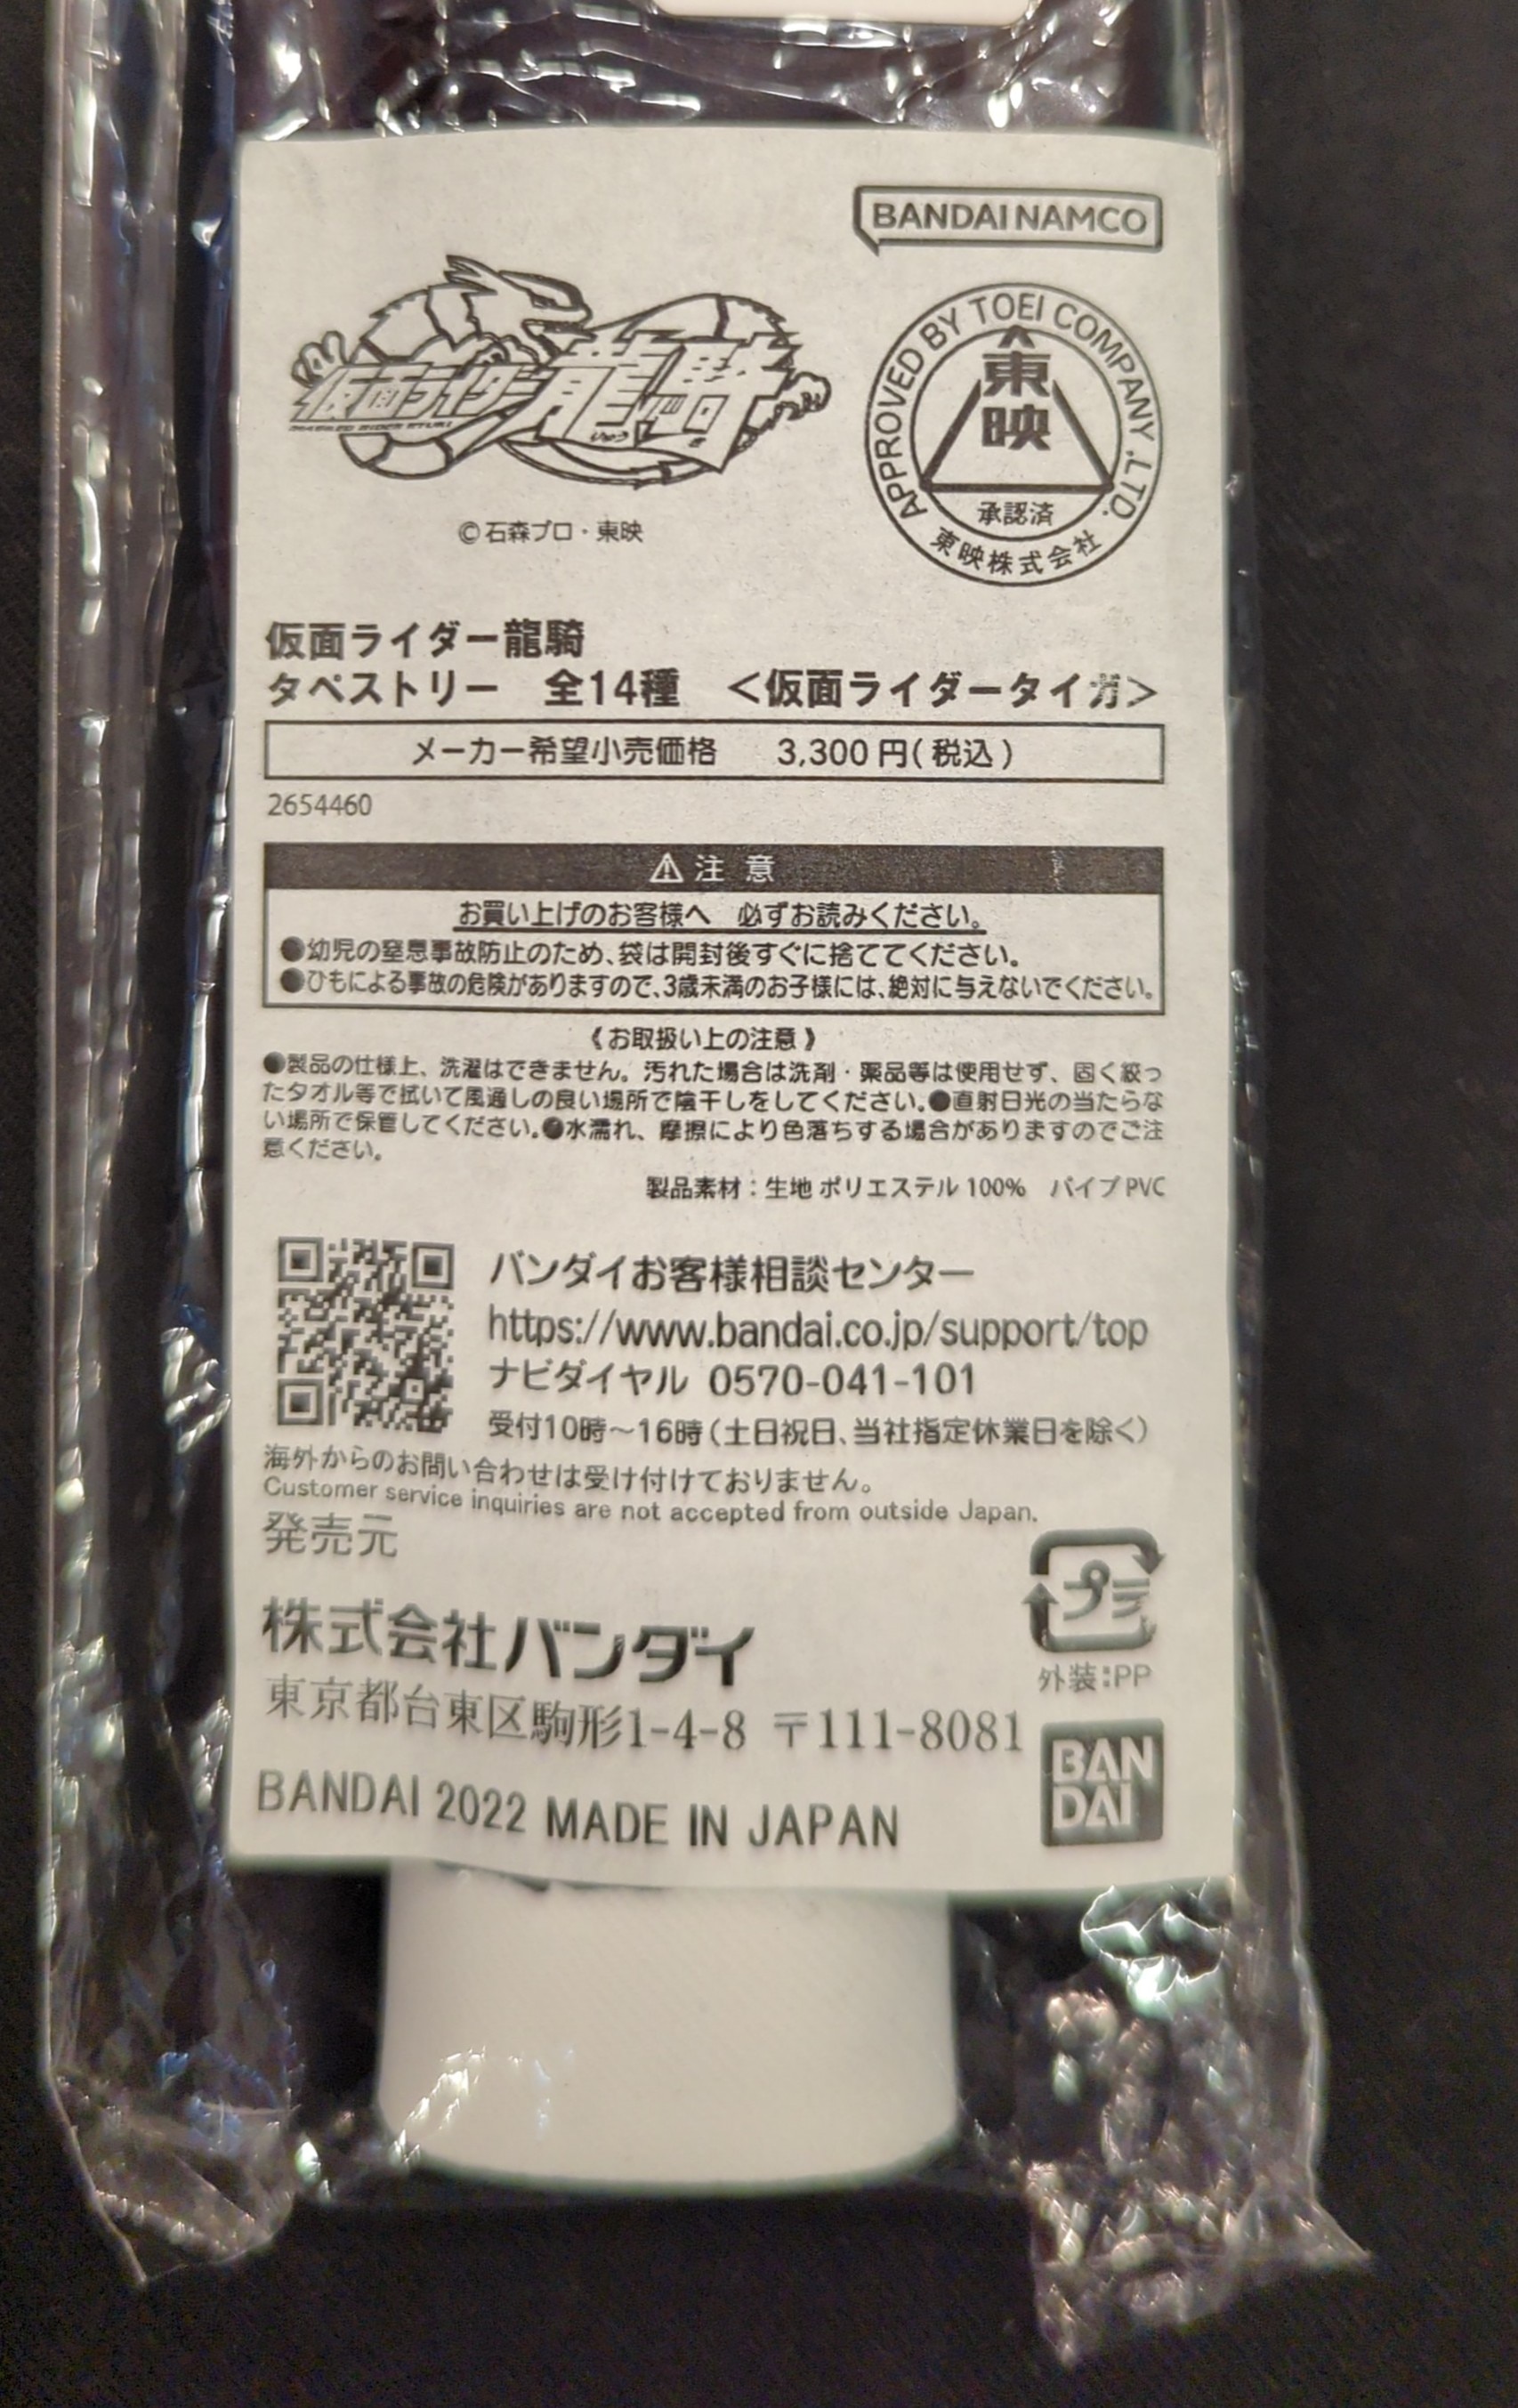 BANDAI NAMCO
仮面ライダー龍騎
APPROVED BY TOEI COMPANY.,LTD.
東映
承認済
東映株式会社
©石森プロ・東映
仮面ライダー龍騎
タペストリー　全14種　＜仮面ライダータイガ＞
メーカー希望小売価格　3,300円(税込)
2654460
⚠注意
お買い上げのお客様へ　必ずお読みください。
●幼児の窒息事故防止のため、袋は開封後すぐに捨ててください。
●ひもによる事故の危険がありますので、3歳未満のお子様には、絶対に与えないでください。
《お取扱い上の注意》
●製品の仕様上、洗濯はできません。汚れた場合は洗剤・薬品等は使用せず、固く絞っ
たタオル等で拭いて風通しの良い場所で陰干しをしてください。●直射日光の当たらな
い場所で保管してください。●水濡れ、摩擦により色落ちする場合がありますのでご注
意ください。
製品素材：生地 ポリエステル 100%　パイプ PVC
バンダイお客様相談センター
https://www.bandai.co.jp/support/top
ナビダイヤル 0570-041-101
受付10時～16時(土日祝日、当社指定休業日を除く)
海外からのお問い合わせは受け付けておりません。
Customer service inquiries are not accepted from outside Japan.
発売元
株式会社バンダイ
東京都台東区駒形1-4-8 〒111-8081
BANDAI 2022 MADE IN JAPAN
プラ
外装:PP
BAN
DAI